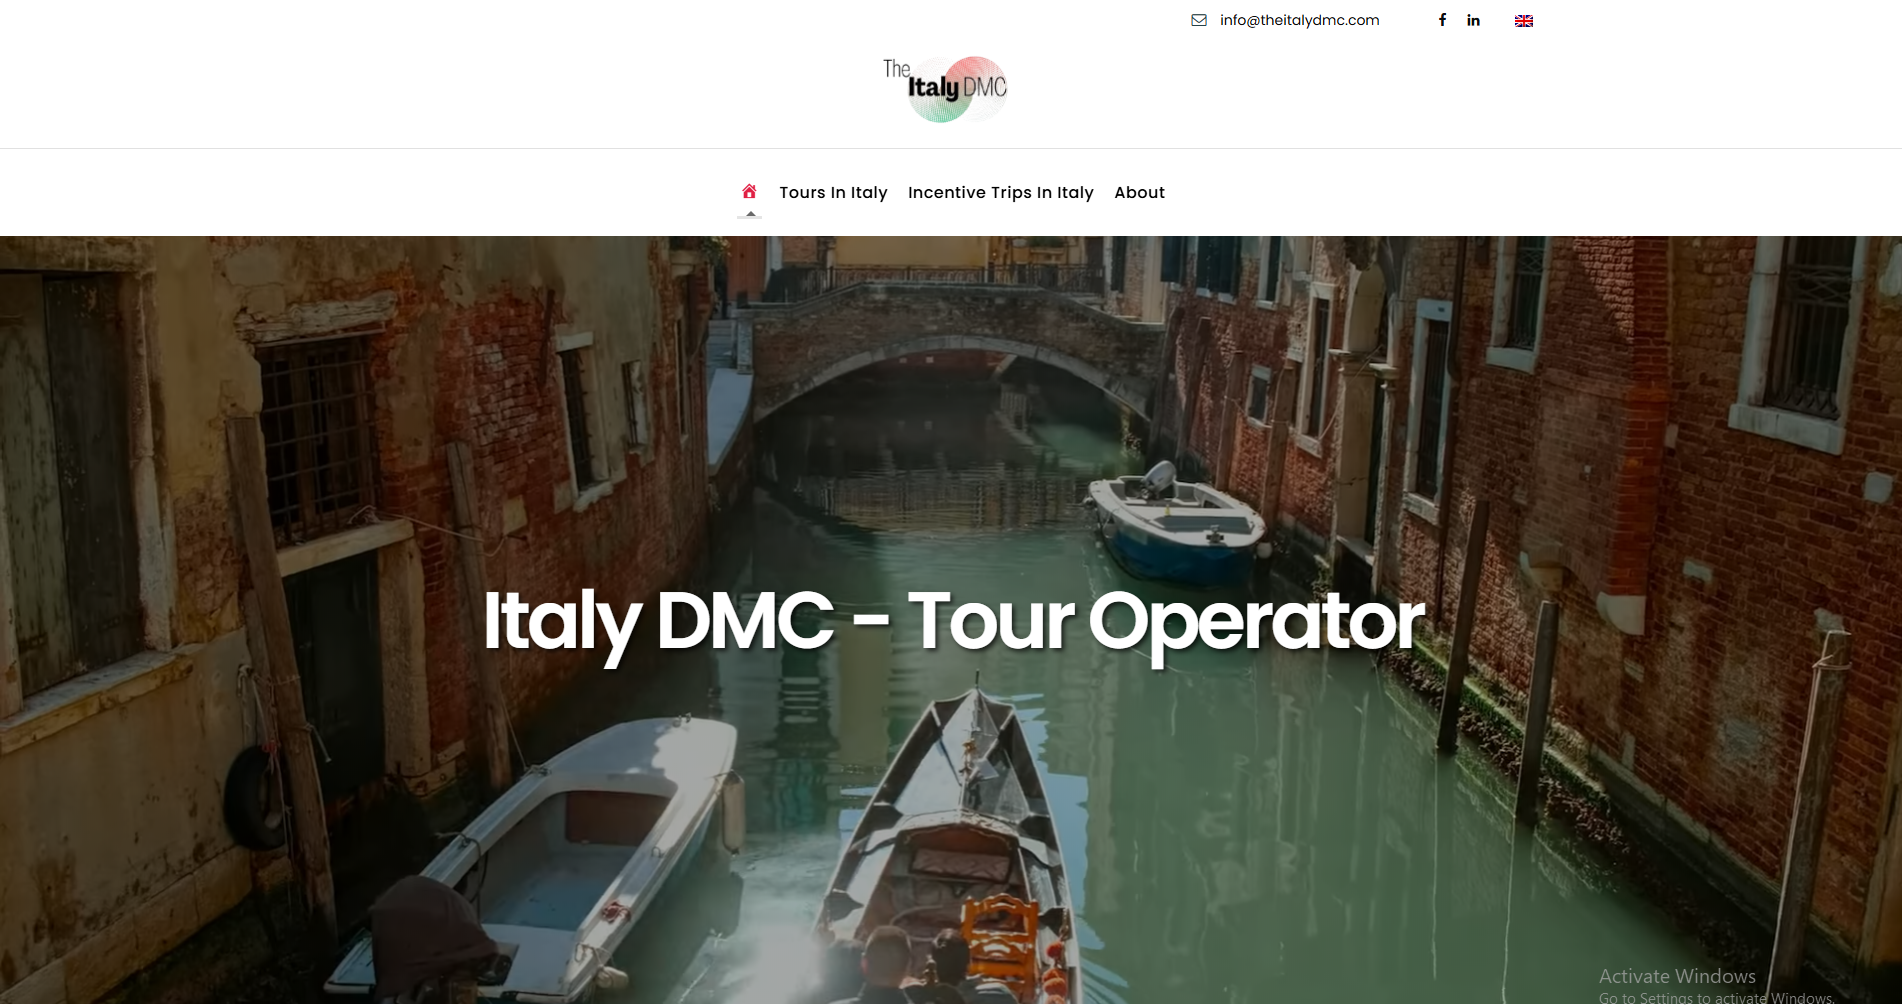 info@theitalydmc.com
The
Italy DMC
Tours In Italy Incentive Trips In Italy About
Italy DMC - Tour Operator
Activate Windows
Go to Settings to activate Windows.